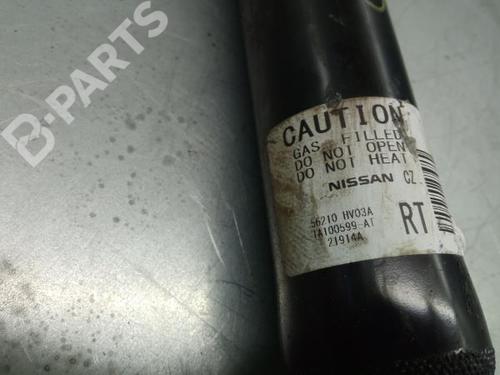 B-PARTS
CAUTION
GAS FILLED
DO NOT OPEN
DO NOT HEAT
NISSAN CZ
56210 HV03A
TA100599-AT
21914A
RT